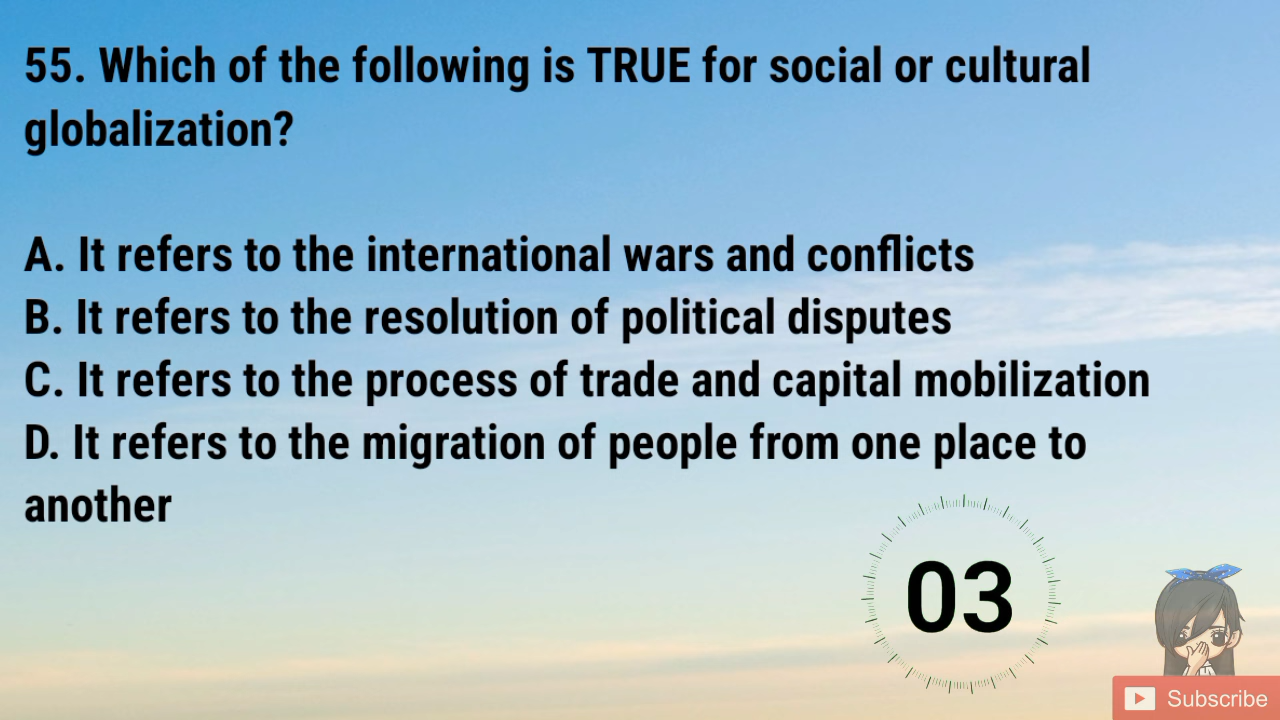 55. Which of the following is TRUE for social or cultural
globalization?
A. It refers to the international wars and conflicts
B. It refers to the resolution of political disputes
C. It refers to the process of trade and capital mobilization
D. It refers to the migration of people from one place to
another
03
Subscribe